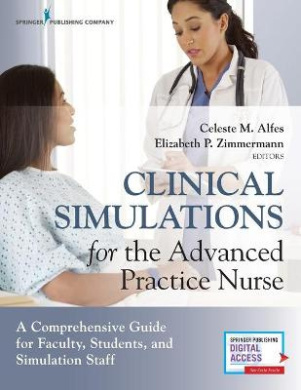 SPRINGER PUBLISHING COMPANY
Celeste M. Alfes
Elizabeth P. Zimmermann
EDITORS
CLINICAL
SIMULATIONS
for the Advanced
Practice Nurse
A Comprehensive Guide
for Faculty, Students, and
Simulation Staff
SPRINGER PUBLISHING
DIGITAL
ACCESS